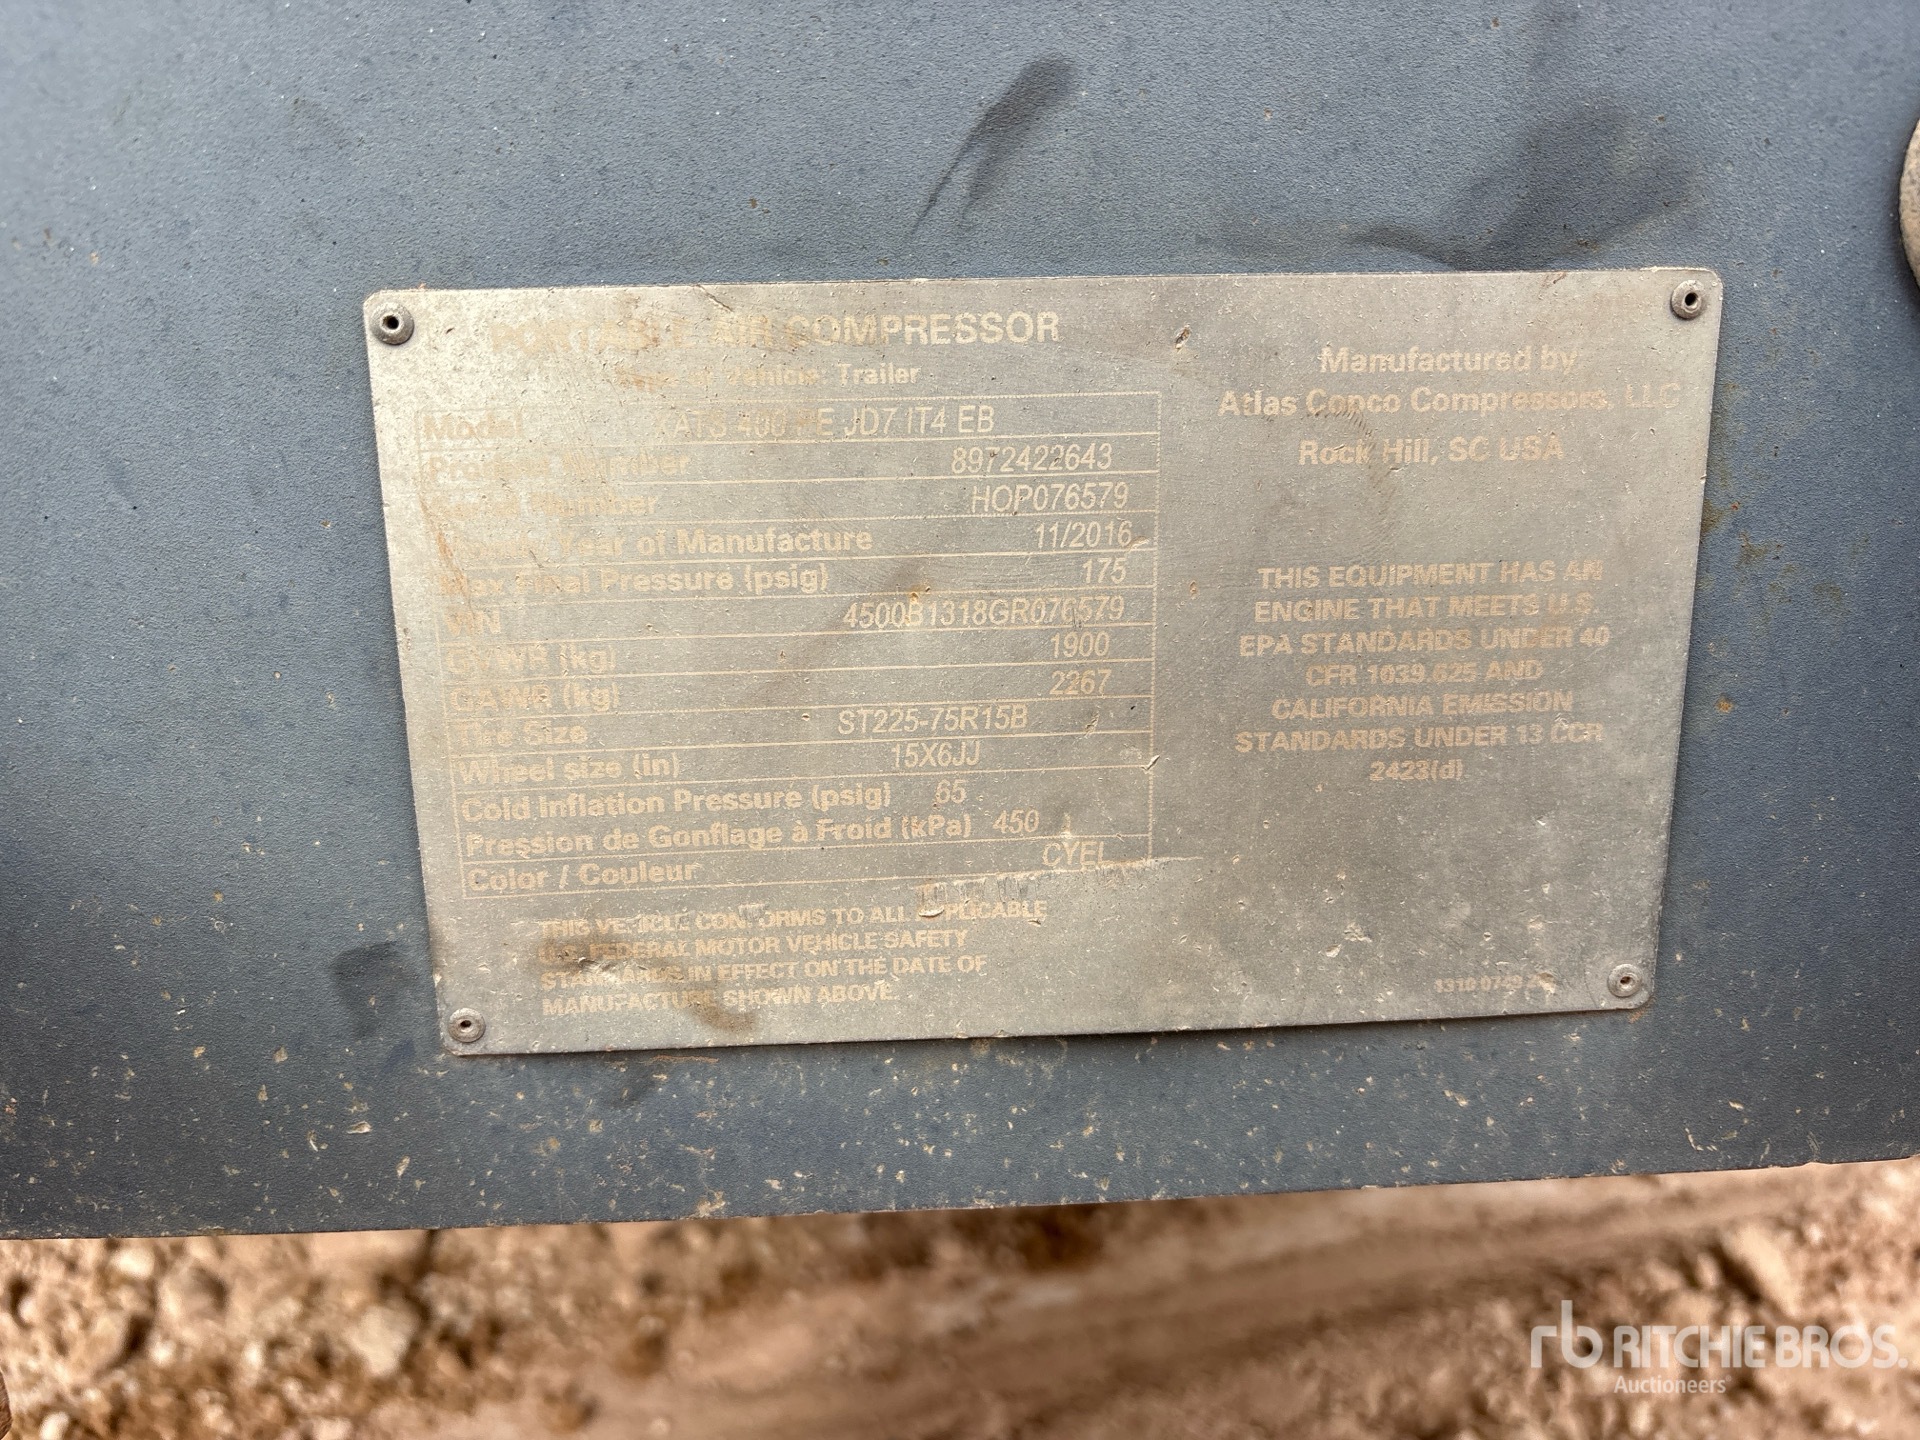 PORTABLE AIR COMPRESSOR
Type of Vehicle: Trailer
Model XATS 400 HE JD7 IT4 EB
Product Number 8972422643
Serial Number HOP076579
Month/Year of Manufacture 11/2016
Max Final Pressure (psig) 175
VIN 4500B1318GR076579
GVWR (kg) 1900
GAWR (kg) 2267
Tire Size ST225-75R15B
Wheel size (in) 15X6JJ
Cold Inflation Pressure (psig) 65
Pression de Gonflage à Froid (kPa) 450
Color / Couleur CYEL
THIS VEHICLE CONFORMS TO ALL APPLICABLE
U.S. FEDERAL MOTOR VEHICLE SAFETY
STANDARDS IN EFFECT ON THE DATE OF
MANUFACTURE SHOWN ABOVE.
Manufactured by:
Atlas Copco Compressors, LLC
Rock Hill, SC USA
THIS EQUIPMENT HAS AN
ENGINE THAT MEETS U.S.
EPA STANDARDS UNDER 40
CFR 1039.625 AND
CALIFORNIA EMISSION
STANDARDS UNDER 13 CCR
2423(d)
1310 0749
rb RITCHIE BROS.
Auctioneers